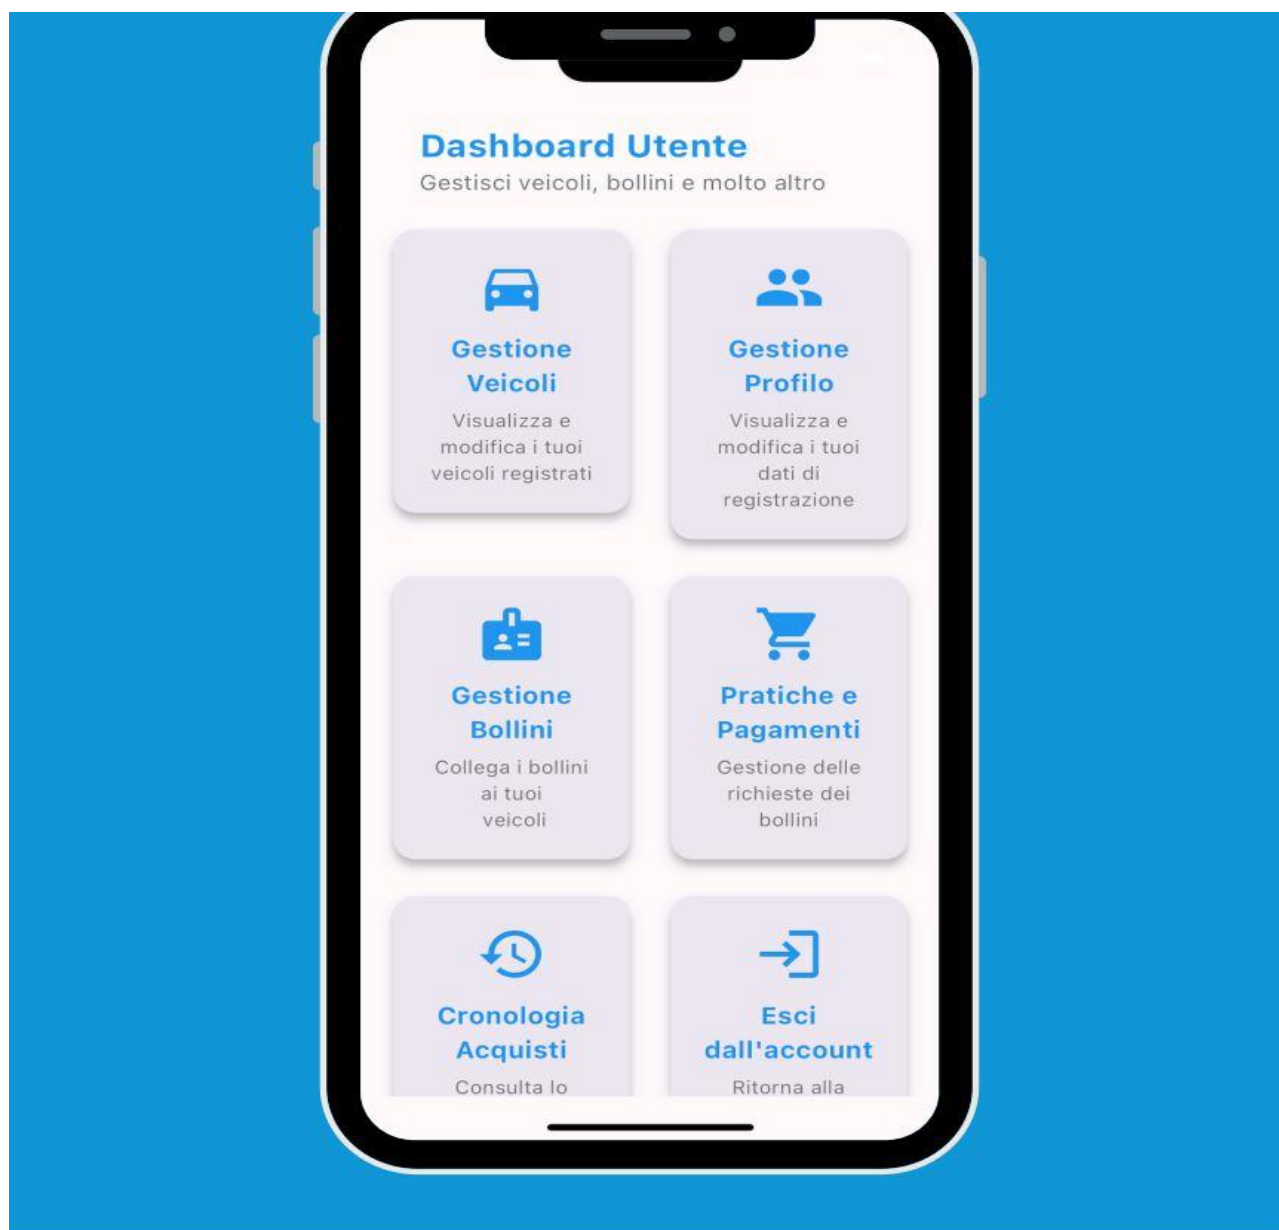 Dashboard Utente
Gestisci veicoli, bollini e molto altro
Gestione
Veicoli
Visualizza e
modifica i tuoi
veicoli registrati
Gestione
Profilo
Visualizza e
modifica i tuoi
dati di
registrazione
Gestione
Bollini
Collega i bollini
ai tuoi
veicoli
Pratiche e
Pagamenti
Gestione delle
richieste dei
bollini
Cronologia
Acquisti
Consulta lo
Esci
dall'account
Ritorna alla